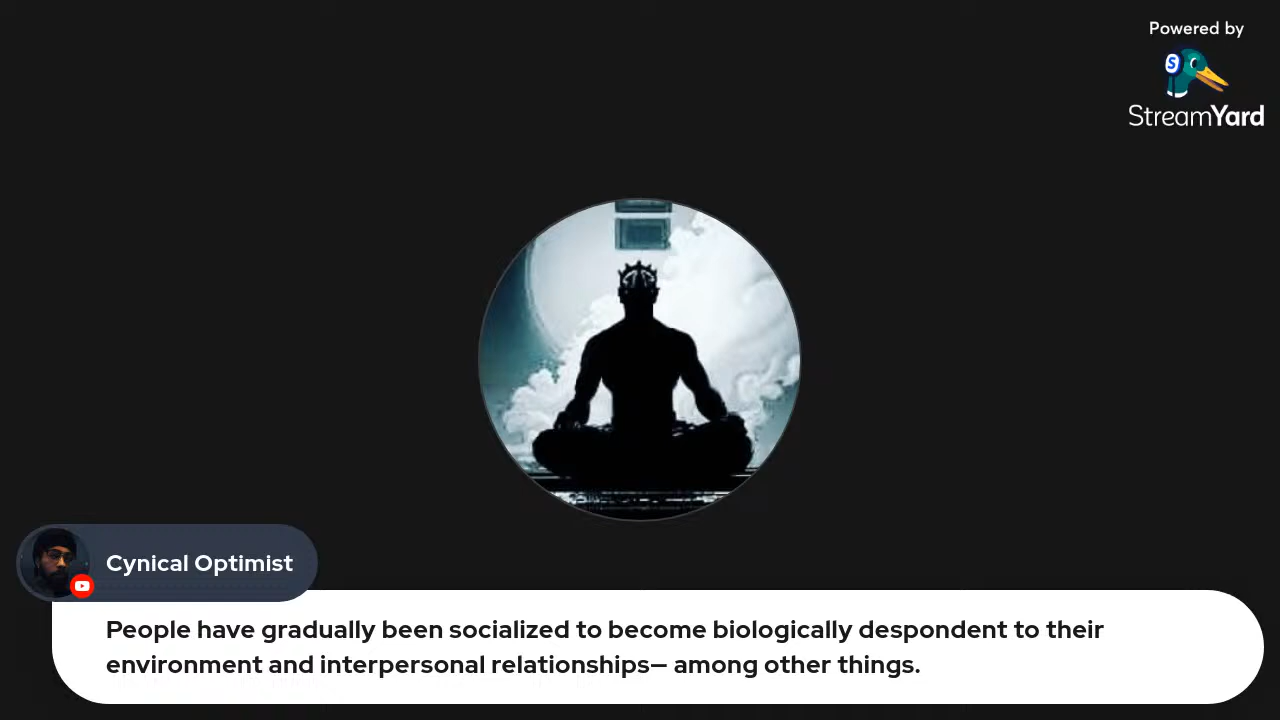 Powered by
S
StreamYard
Cynical Optimist
People have gradually been socialized to become biologically despondent to their
environment and interpersonal relationships— among other things.